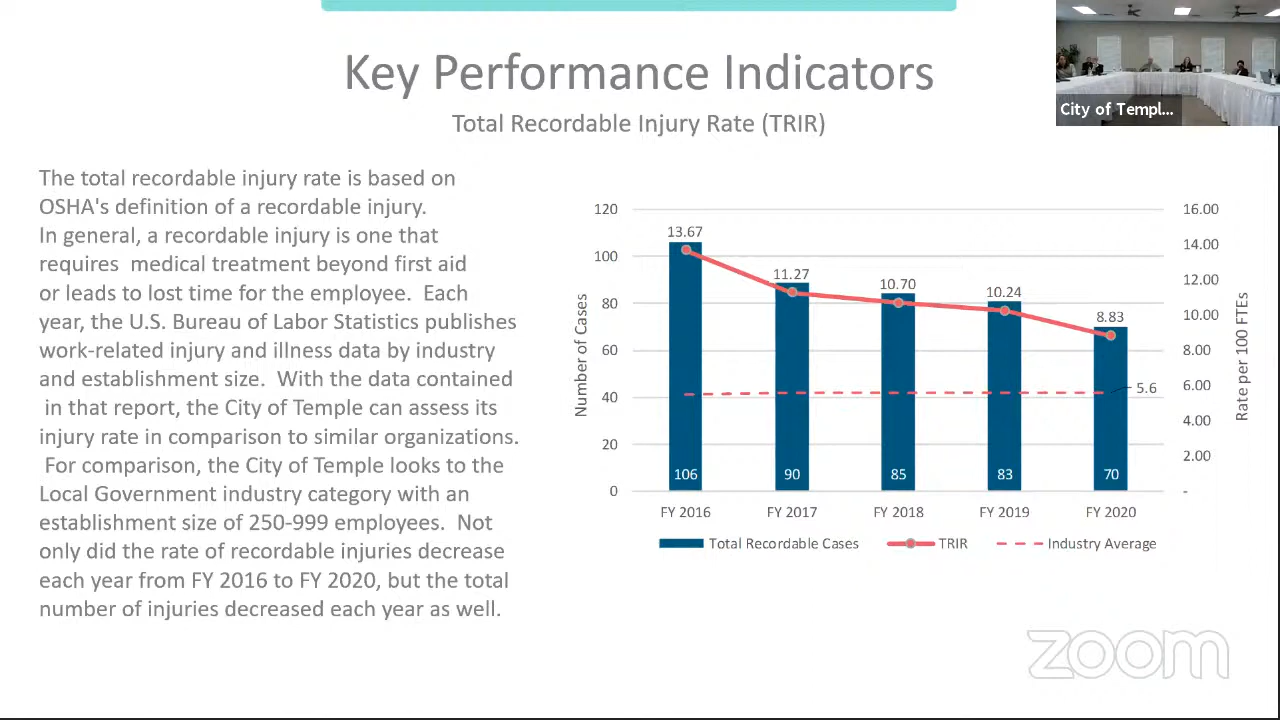 Key Performance Indicators
City of Templ...
Total Recordable Injury Rate (TRIR)
The total recordable injury rate is based on
OSHA's definition of a recordable injury.
In general, a recordable injury is one that
requires medical treatment beyond first aid
or leads to lost time for the employee. Each
year, the U.S. Bureau of Labor Statistics publishes
work-related injury and illness data by industry
and establishment size. With the data contained
in that report, the City of Temple can assess its
injury rate in comparison to similar organizations.
For comparison, the City of Temple looks to the
Local Government industry category with an
establishment size of 250-999 employees. Not
only did the rate of recordable injuries decrease
each year from FY 2016 to FY 2020, but the total
number of injuries decreased each year as well.
Number of Cases
120
100
80
60
40
20
0
13.67
11.27
10.70
10.24
8.83
5.6
106
90
85
83
70
16.00
14.00
12.00
10.00
8.00
6.00
4.00
2.00
-
Rate per 100 FTEs
FY 2016
FY 2017
FY 2018
FY 2019
FY 2020
Total Recordable Cases
TRIR
Industry Average
zoom